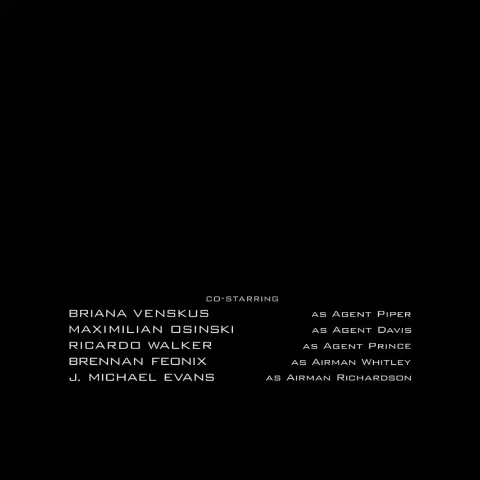 CO-STARRING
BRIANA VENSKUS AS AGENT PIPER
MAXIMILIAN OSINSKI AS AGENT DAVIS
RICARDO WALKER AS AGENT PRINCE
BRENNAN FEONIX AS AIRMAN WHITLEY
J. MICHAEL EVANS AS AIRMAN RICHARDSON